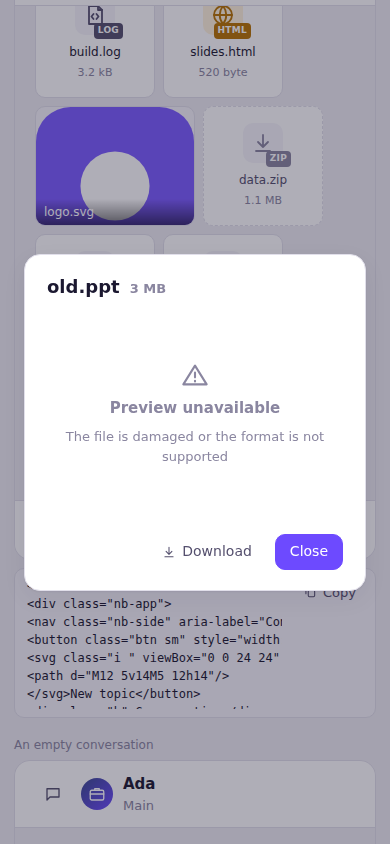 LOG
build.log
3.2 kB
HTML
slides.html
520 byte
logo.svg
ZIP
data.zip
1.1 MB
old.ppt 3 MB
Preview unavailable
The file is damaged or the format is not
supported
Download
Close
Copy
<div class="nb-app">
<nav class="nb-side" aria-label="Con
<button class="btn sm" style="width
<svg class="i " viewBox="0 0 24 24"
<path d="M12 5v14M5 12h14"/>
</svg>New topic</button>
An empty conversation
Ada
Main